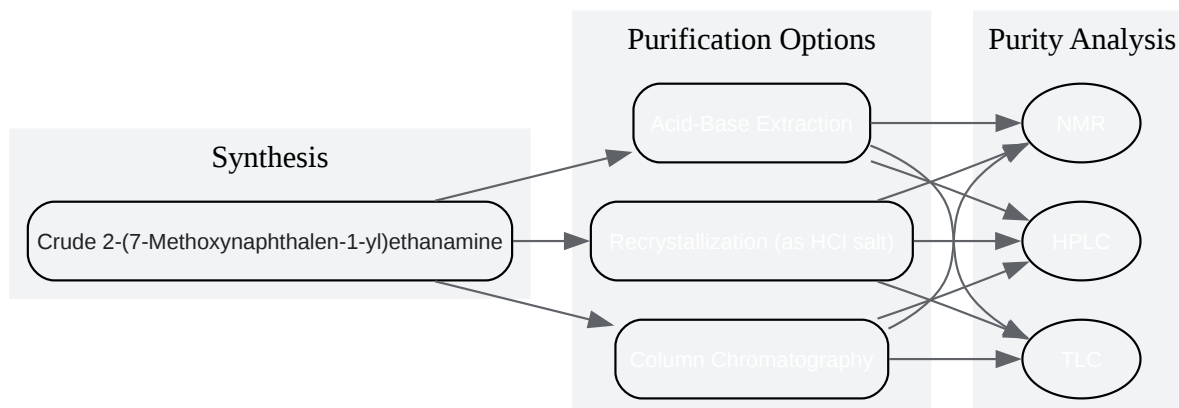 Synthesis
Crude 2-(7-Methoxynaphthalen-1-yl)ethanamine
Purification Options
Acid-Base Extraction
Recrystallization (as HCl salt)
Column Chromatography
Purity Analysis
NMR
HPLC
TLC